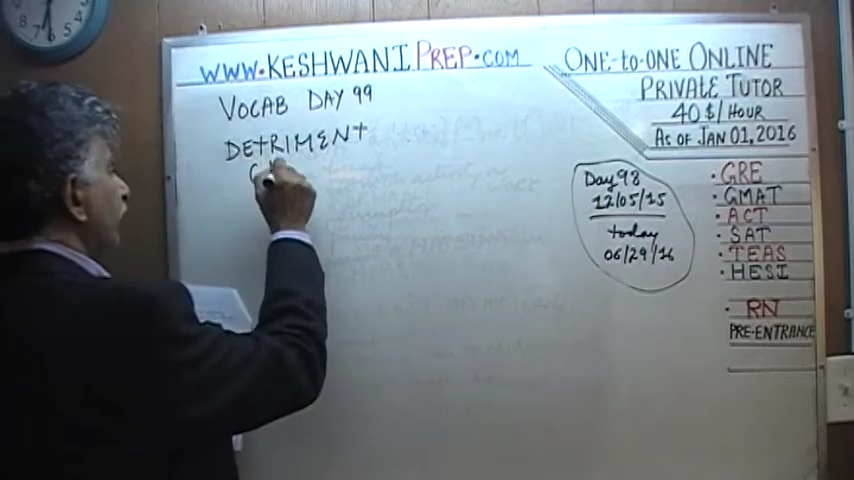 WWW.KESHWANIPREP.COM
VOCAB DAY 99
DETRIMENT
ONE-to-ONE ONLINE
PRIVATE TUTOR
40 $/HOUR
AS OF JAN 01, 2016
Day 98
12/05/15
today
06/29/16
• GRE
• GMAT
• ACT
• SAT
• TEAS
• HESI
• RN
PRE-ENTRANCE